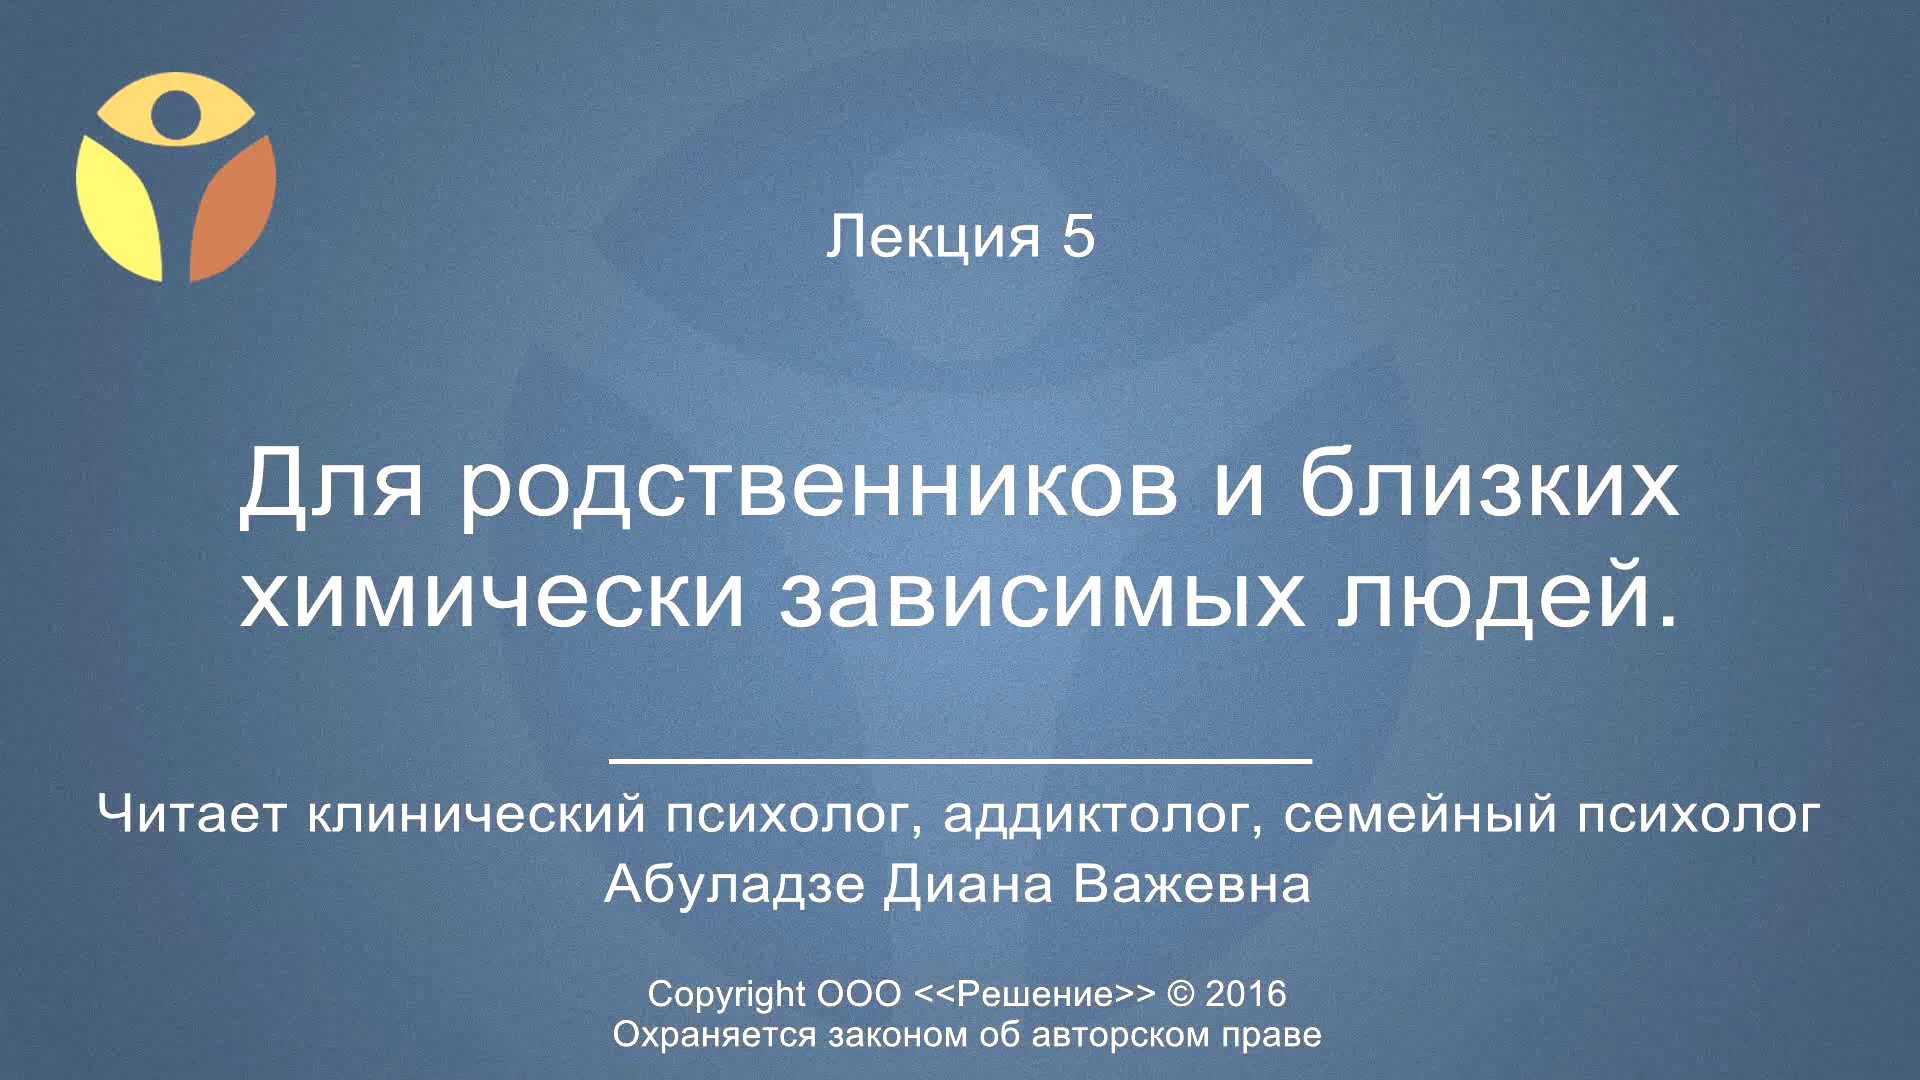 Лекция 5
Для родственников и близких
химически зависимых людей.
Читает клинический психолог, аддиктолог, семейный психолог
Абуладзе Диана Важевна
Copyright ООО <<Решение>> © 2016
Охраняется законом об авторском праве